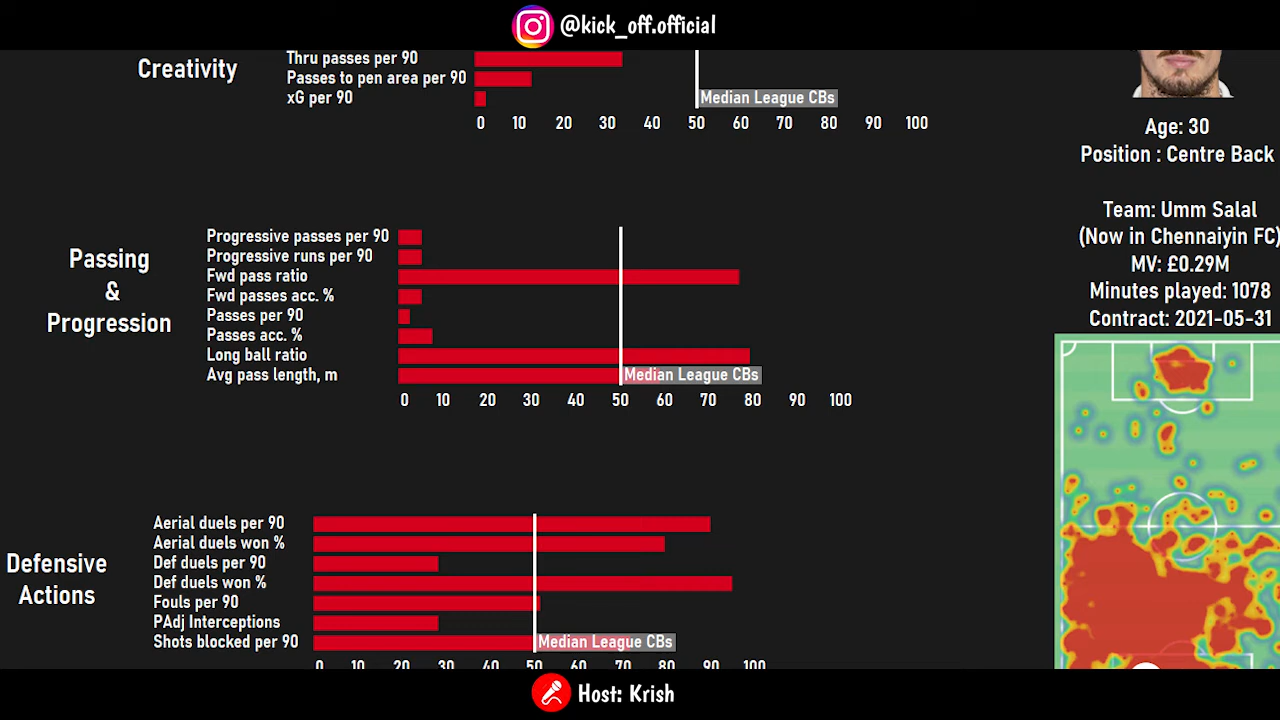 @kick_off.official
Creativity
Thru passes per 90
Passes to pen area per 90
xG per 90
Median League CBs
0 10 20 30 40 50 60 70 80 90 100
Age: 30
Position : Centre Back
Team: Umm Salal
(Now in Chennaiyin FC)
MV: £0.29M
Minutes played: 1078
Contract: 2021-05-31
Passing
&
Progression
Progressive passes per 90
Progressive runs per 90
Fwd pass ratio
Fwd passes acc. %
Passes per 90
Passes acc. %
Long ball ratio
Avg pass length, m
Median League CBs
0 10 20 30 40 50 60 70 80 90 100
Defensive
Actions
Aerial duels per 90
Aerial duels won %
Def duels per 90
Def duels won %
Fouls per 90
PAdj Interceptions
Shots blocked per 90
Median League CBs
0 10 20 30 40 50 60 70 80 90 100
Host: Krish